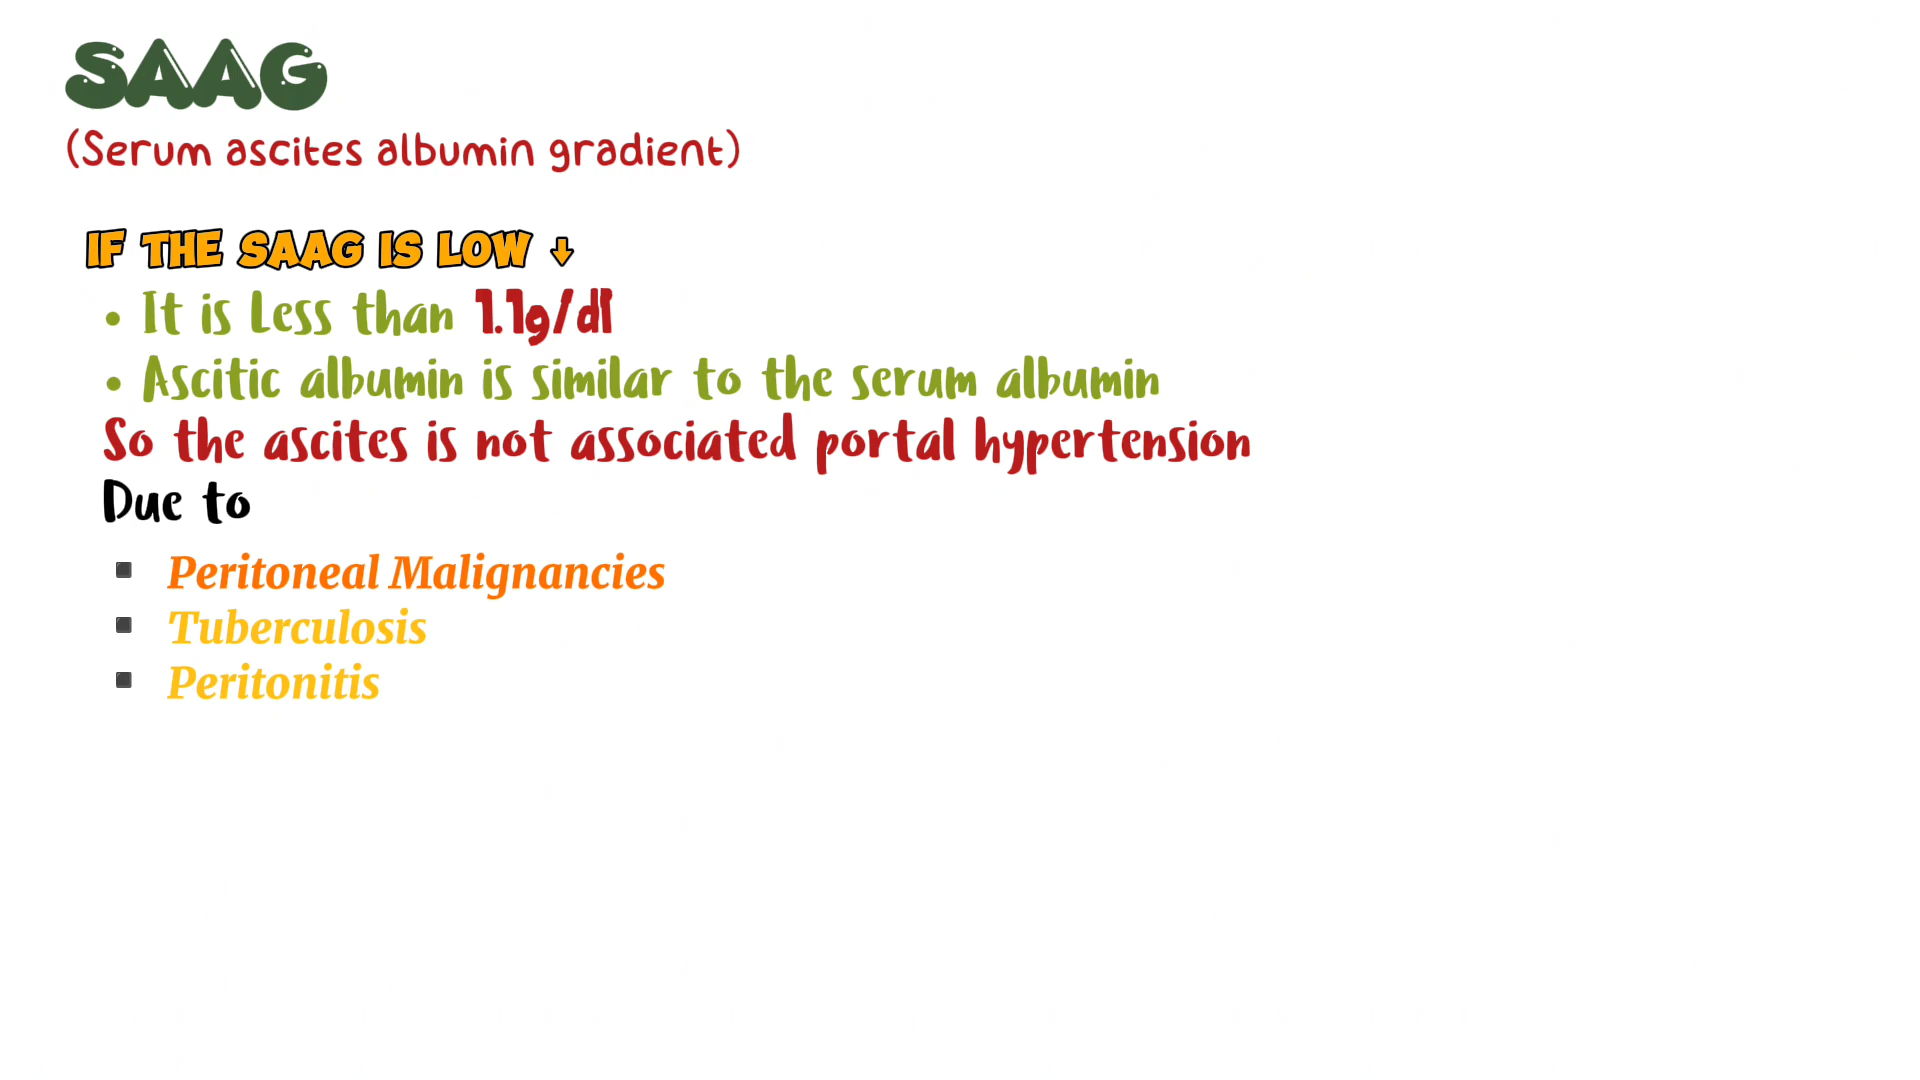 SAAG
(Serum ascites albumin gradient)
IF THE SAAG IS LOW ↓
• It is Less than 1.1g/dl
• Ascitic albumin is similar to the serum albumin
So the ascites is not associated portal hypertension
Due to
▪ Peritoneal Malignancies
▪ Tuberculosis
▪ Peritonitis